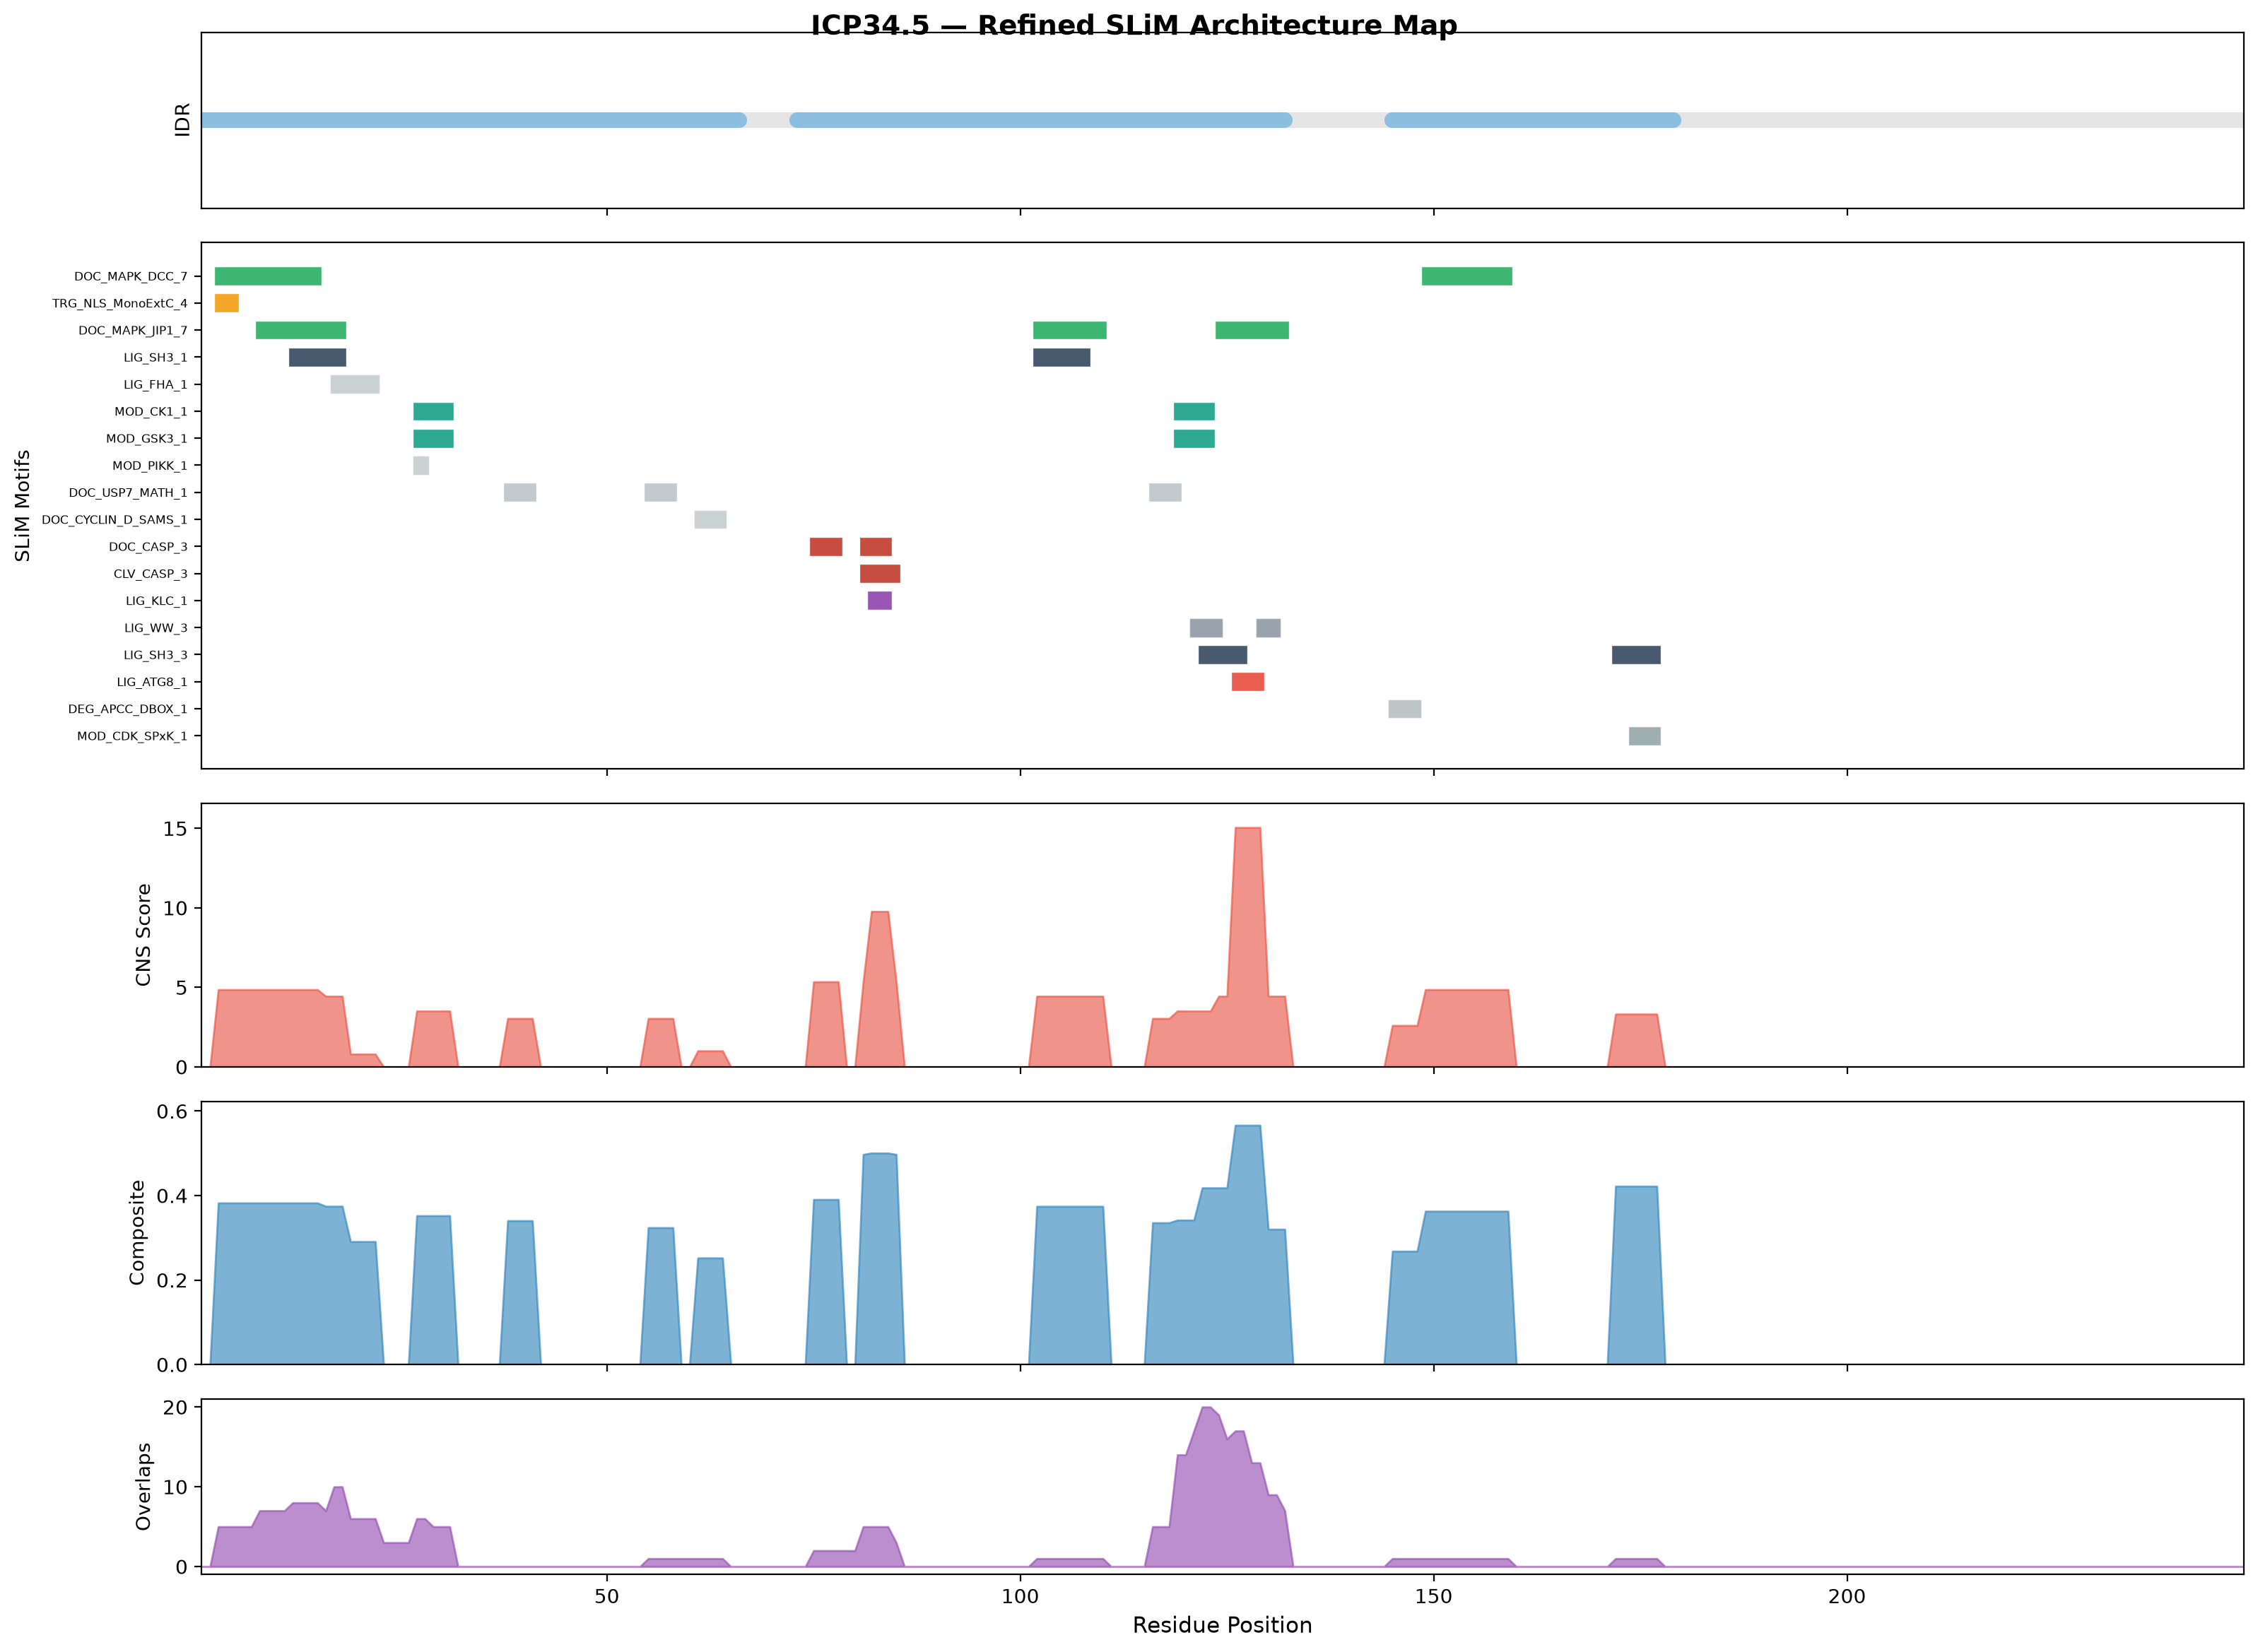 ICP34.5 — Refined SLiM Architecture Map
IDR
SLiM Motifs
DOC_MAPK_DCC_7
TRG_NLS_MonoExtC_4
DOC_MAPK_JIP1_7
LIG_SH3_1
LIG_FHA_1
MOD_CK1_1
MOD_GSK3_1
MOD_PIKK_1
DOC_USP7_MATH_1
DOC_CYCLIN_D_SAMS_1
DOC_CASP_3
CLV_CASP_3
LIG_KLC_1
LIG_WW_3
LIG_SH3_3
LIG_ATG8_1
DEG_APCC_DBOX_1
MOD_CDK_SPxK_1
CNS Score
15
10
5
0
Composite
0.6
0.4
0.2
0.0
Overlaps
20
10
0
50 100 150 200
Residue Position